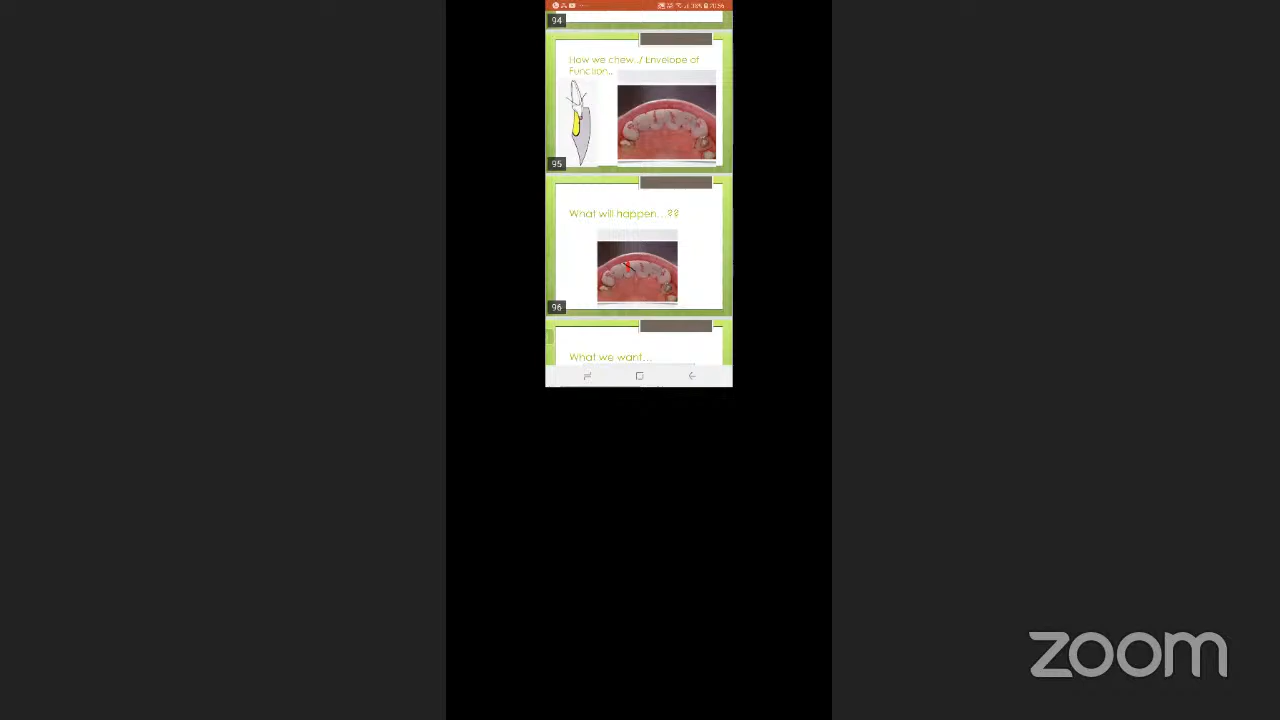 94
How we chew../ Envelope of
Function..
95
What will happen...??
96
What we want...
zoom